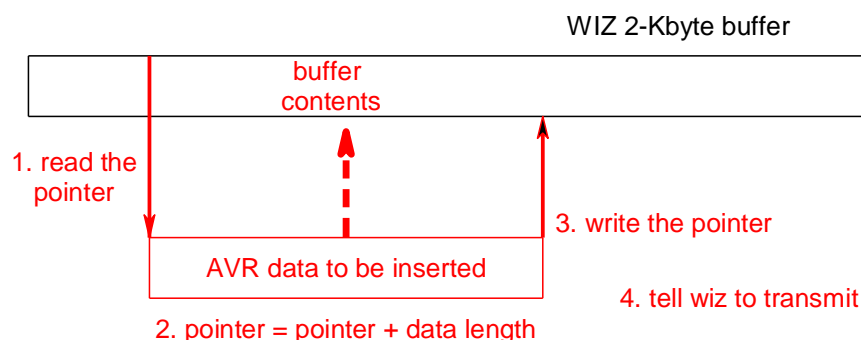 WIZ 2-Kbyte buffer
buffer
contents
1. read the
pointer
3. write the pointer
AVR data to be inserted
4. tell wiz to transmit
2. pointer = pointer + data length